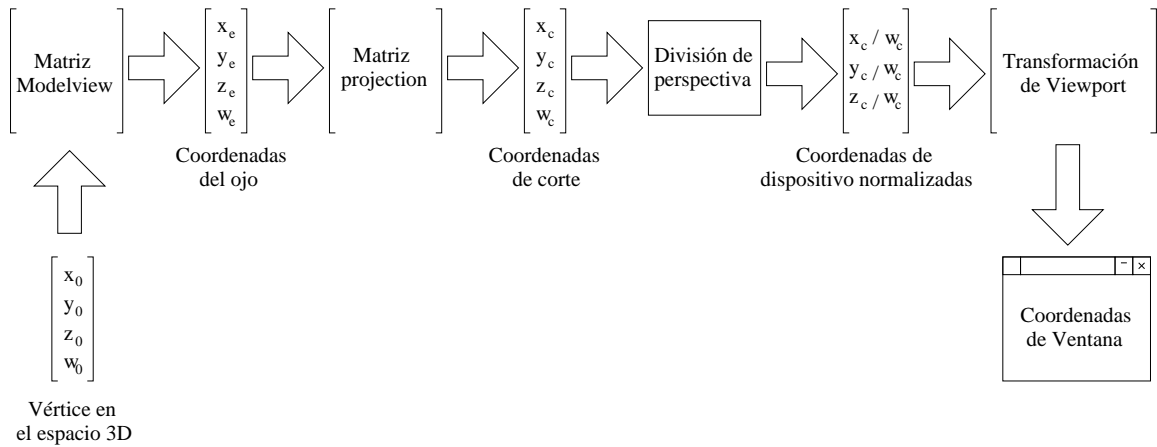 Matriz
Modelview
x_e
y_e
z_e
w_e
Coordenadas
del ojo
Matriz
projection
x_c
y_c
z_c
w_c
Coordenadas
de corte
División de
perspectiva
x_c / w_c
y_c / w_c
z_c / w_c
Coordenadas de
dispositivo normalizadas
Transformación
de Viewport
x_0
y_0
z_0
w_0
Vértice en
el espacio 3D
Coordenadas
de Ventana